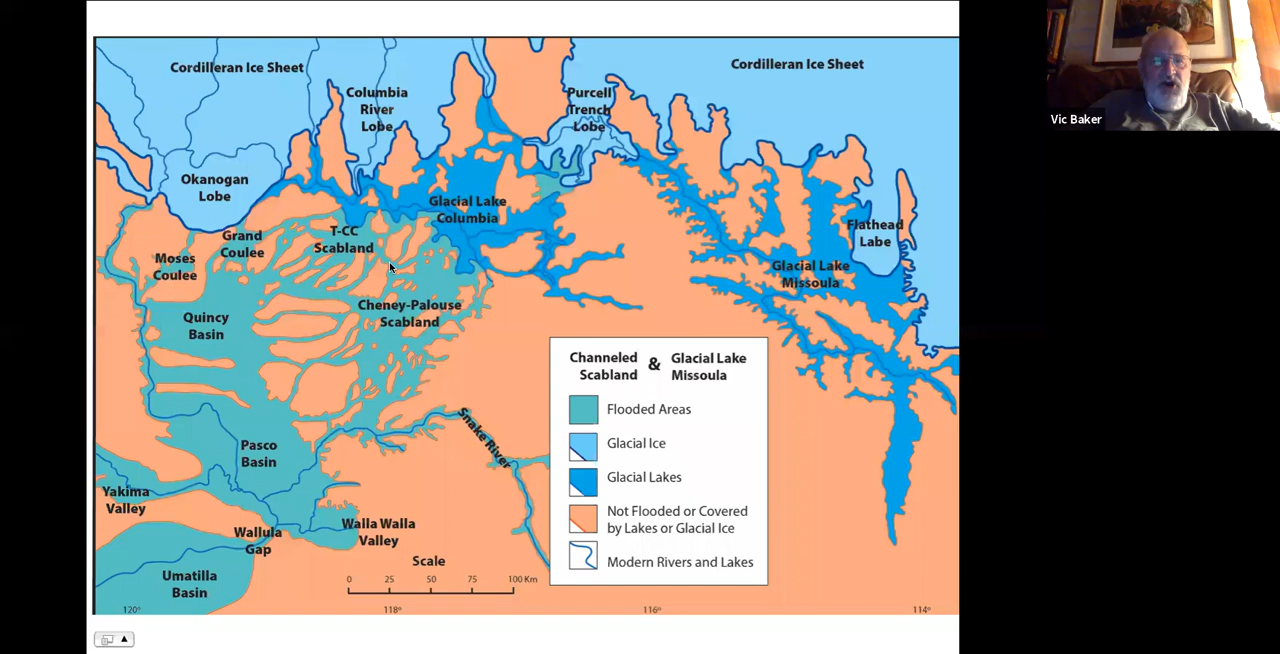 Cordilleran Ice Sheet
Cordilleran Ice Sheet
Columbia
River
Lobe
Purcell
Trench
Lobe
Vic Baker
Okanogan
Lobe
Glacial Lake
Columbia
Flathead
Labe
Grand
Coulee
T-CC
Scabland
Moses
Coulee
Glacial Lake
Missoula
Cheney-Palouse
Scabland
Quincy
Basin
Channeled
Scabland
&
Glacial Lake
Missoula
Flooded Areas
Glacial Ice
Glacial Lakes
Not Flooded or Covered
by Lakes or Glacial Ice
Modern Rivers and Lakes
Snake River
Pasco
Basin
Yakima
Valley
Wallula
Gap
Walla Walla
Valley
Umatilla
Basin
Scale
0 25 50 75 100 Km
120° 118° 116° 114°